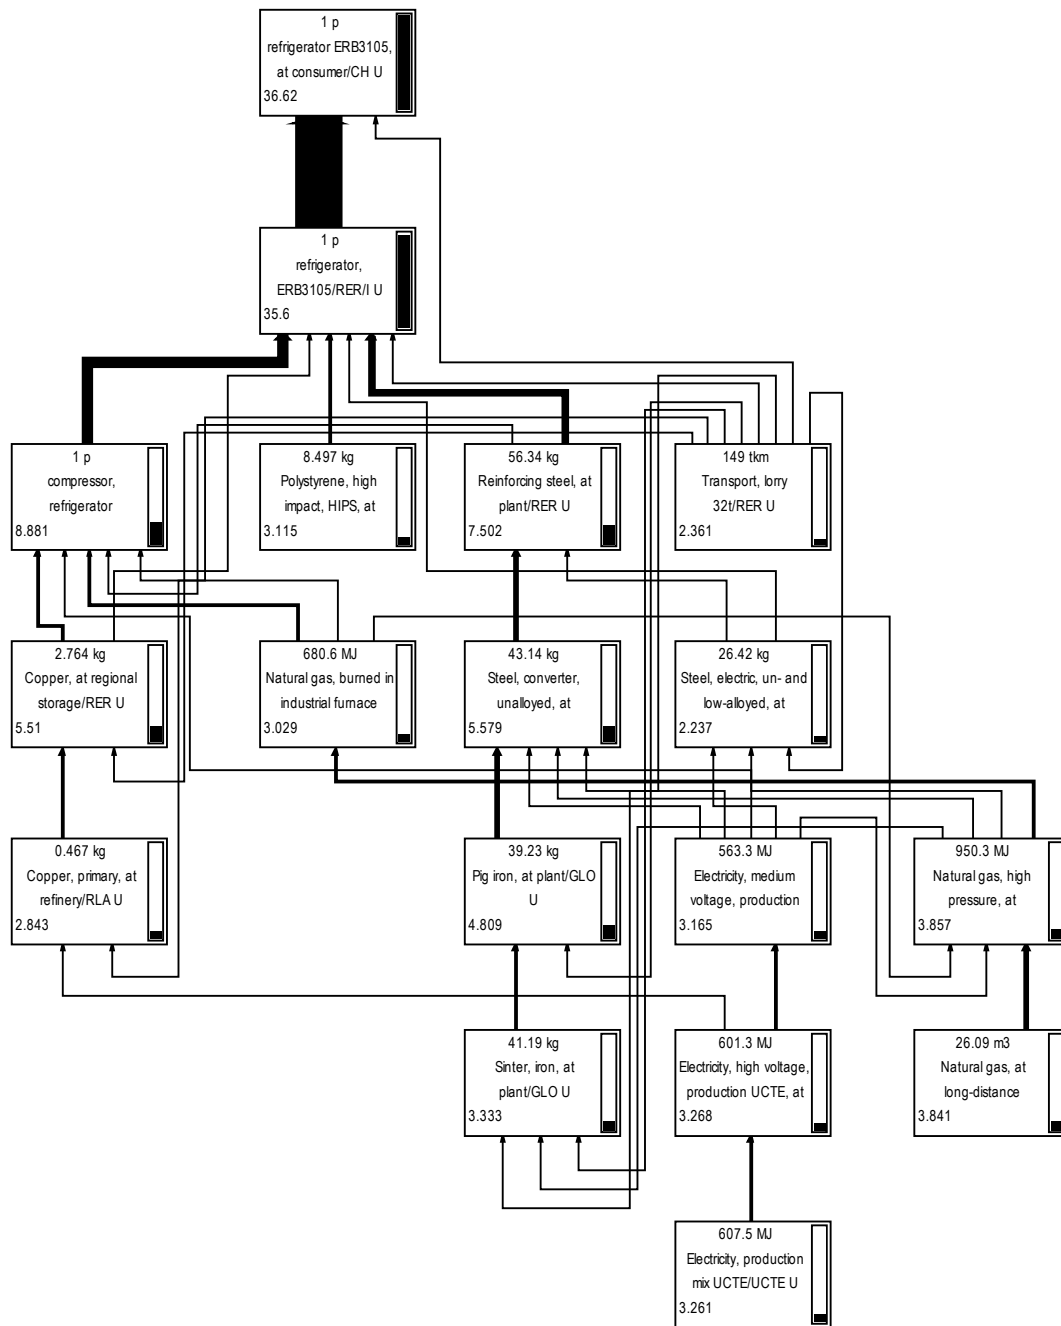 1 p
refrigerator ERB3105,
at consumer/CH U
36.62
1 p
refrigerator,
ERB3105/RER/I U
35.6
1 p
compressor,
refrigerator
8.881
8.497 kg
Polystyrene, high
impact, HIPS, at
3.115
56.34 kg
Reinforcing steel, at
plant/RER U
7.502
149 tkm
Transport, lorry
32t/RER U
2.361
2.764 kg
Copper, at regional
storage/RER U
5.51
680.6 MJ
Natural gas, burned in
industrial furnace
3.029
43.14 kg
Steel, converter,
unalloyed, at
5.579
26.42 kg
Steel, electric, un- and
low-alloyed, at
2.237
0.467 kg
Copper, primary, at
refinery/RLA U
2.843
39.23 kg
Pig iron, at plant/GLO
U
4.809
563.3 MJ
Electricity, medium
voltage, production
3.165
950.3 MJ
Natural gas, high
pressure, at
3.857
41.19 kg
Sinter, iron, at
plant/GLO U
3.333
601.3 MJ
Electricity, high voltage,
production UCTE, at
3.268
26.09 m3
Natural gas, at
long-distance
3.841
607.5 MJ
Electricity, production
mix UCTE/UCTE U
3.261